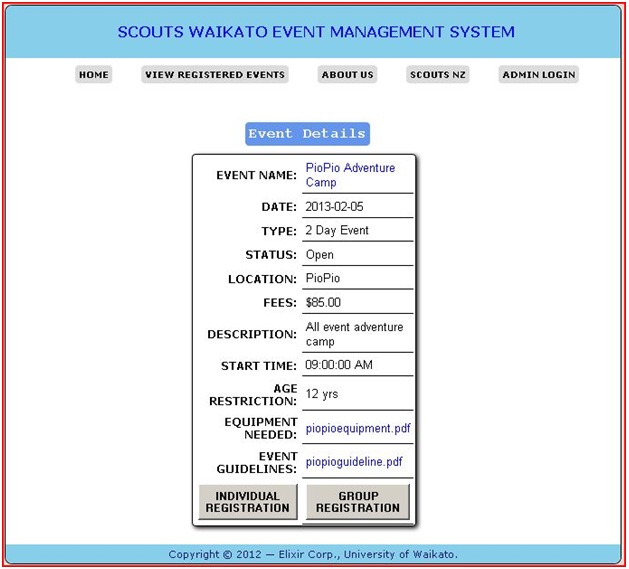 SCOUTS WAIKATO EVENT MANAGEMENT SYSTEM
HOME VIEW REGISTERED EVENTS ABOUT US SCOUTS NZ ADMIN LOGIN
Event Details
EVENT NAME: PioPio Adventure
Camp
DATE: 2013-02-05
TYPE: 2 Day Event
STATUS: Open
LOCATION: PioPio
FEES: $85.00
DESCRIPTION: All event adventure
camp
START TIME: 09:00:00 AM
AGE
RESTRICTION: 12 yrs
EQUIPMENT
NEEDED: piopioequipment.pdf
EVENT
GUIDELINES: piopioguideline.pdf
INDIVIDUAL
REGISTRATION
GROUP
REGISTRATION
Copyright © 2012 — Elixir Corp., University of Waikato.